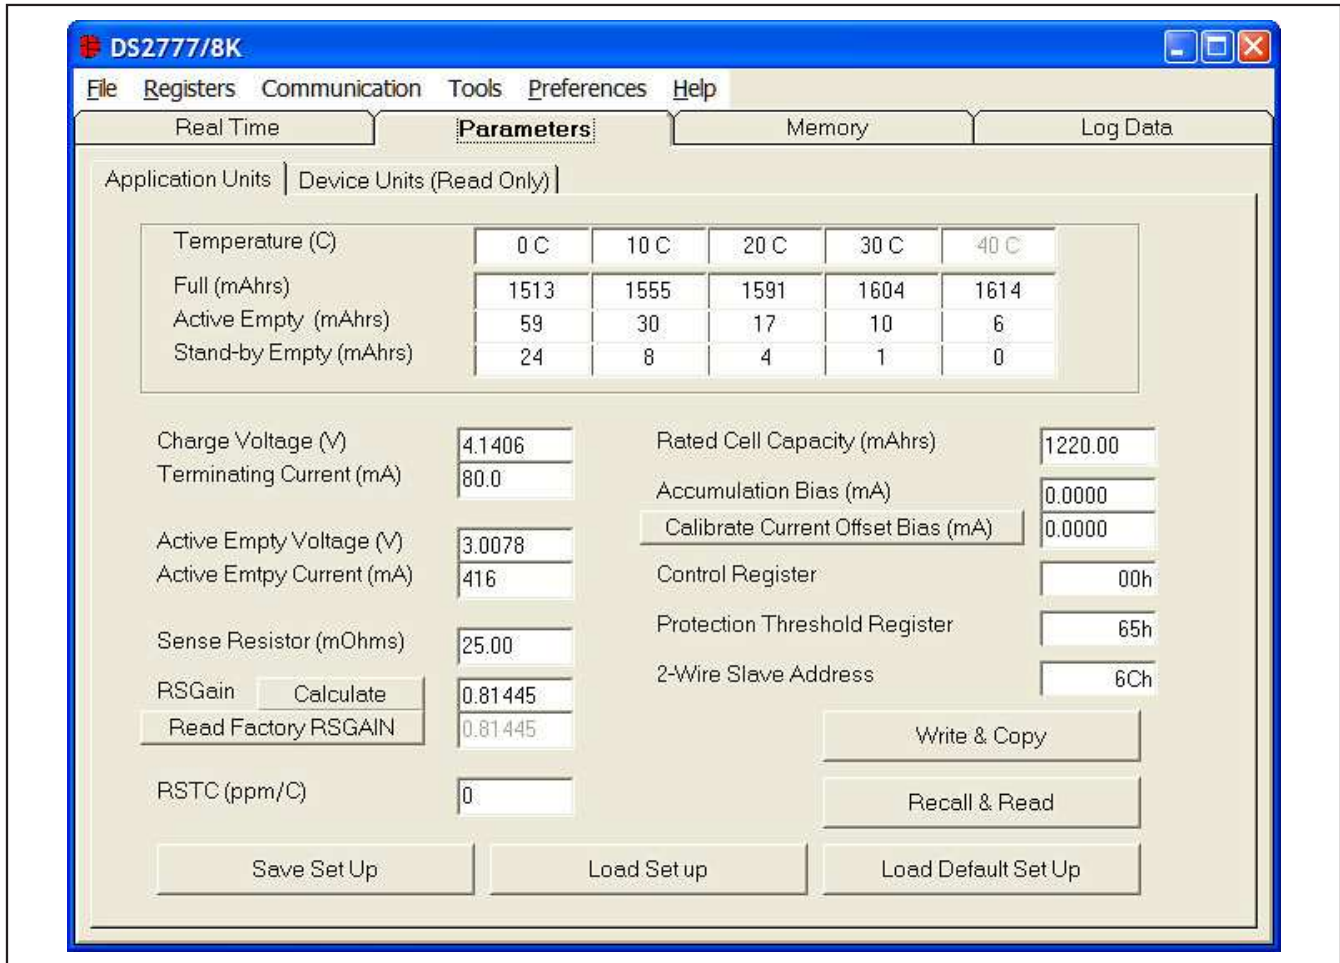 DS2777/8K
File Registers Communication Tools Preferences Help
Real Time Parameters Memory Log Data
Application Units Device Units (Read Only)
Temperature (C) 0 C 10 C 20 C 30 C 40 C
Full (mAhrs) 1513 1555 1591 1604 1614
Active Empty (mAhrs) 59 30 17 10 6
Stand-by Empty (mAhrs) 24 8 4 1 0
Charge Voltage (V) 4.1406 Rated Cell Capacity (mAhrs) 1220.00
Terminating Current (mA) 80.0
Accumulation Bias (mA) 0.0000
Calibrate Current Offset Bias (mA) 0.0000
Active Empty Voltage (V) 3.0078
Active Emtpy Current (mA) 416 Control Register 00h
Protection Threshold Register 65h
Sense Resistor (mOhms) 25.00
2-Wire Slave Address 6Ch
RSGain Calculate 0.81445
Read Factory RSGAIN 0.81445 Write & Copy
RSTC (ppm/C) 0 Recall & Read
Save Set Up Load Set up Load Default Set Up